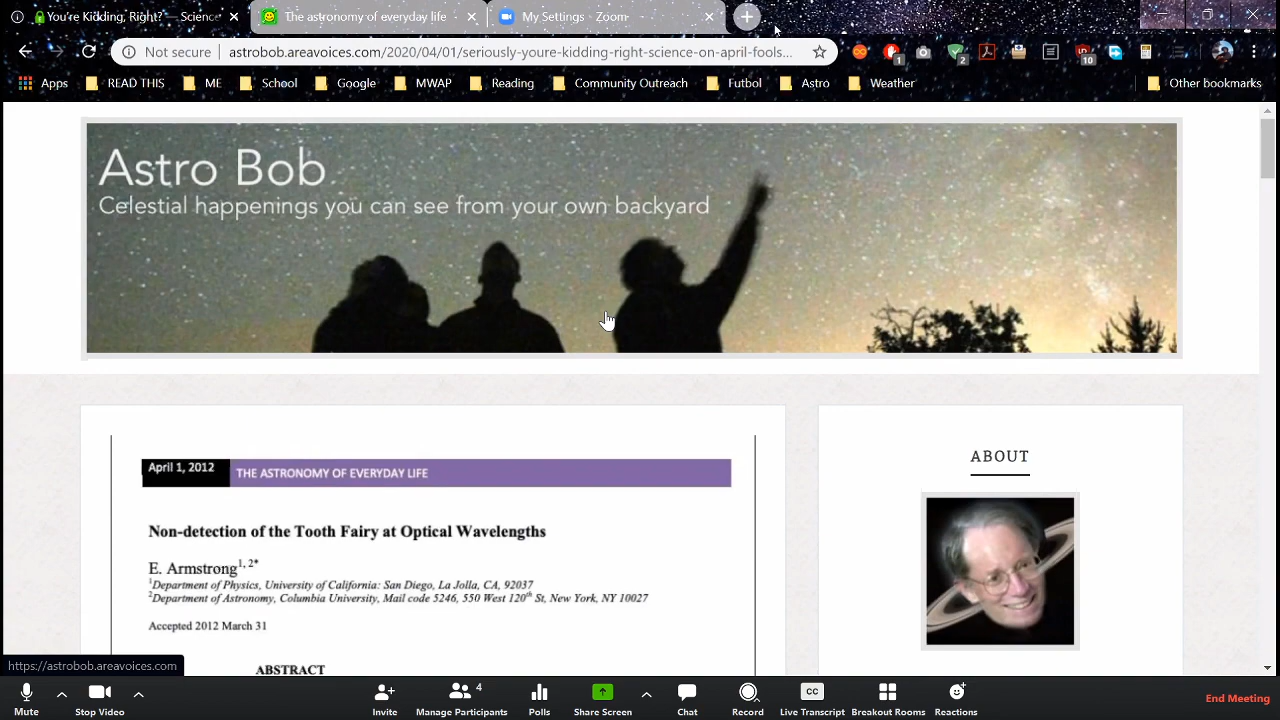 You're Kidding, Right? — Scienc
The astronomy of everyday life
My Settings - Zoom
Not secure
astrobob.areavoices.com/2020/04/01/seriously-youre-kidding-right-science-on-april-fools...
1
2
10
Apps
READ THIS
ME
School
Google
MWAP
Reading
Community Outreach
Futbol
Astro
Weather
Other bookmarks
Astro Bob
Celestial happenings you can see from your own backyard
April 1, 2012
THE ASTRONOMY OF EVERYDAY LIFE
ABOUT
Non-detection of the Tooth Fairy at Optical Wavelengths
E. Armstrong1, 2*
1Department of Physics, University of California: San Diego, La Jolla, CA, 92037
2Department of Astronomy, Columbia University, Mail code 5246, 550 West 120th St, New York, NY 10027
Accepted 2012 March 31
ABSTRACT
https://astrobob.areavoices.com
4
CC
Mute
Stop Video
Invite
Manage Participants
Polls
Share Screen
Chat
Record
Live Transcript
Breakout Rooms
Reactions
End Meeting